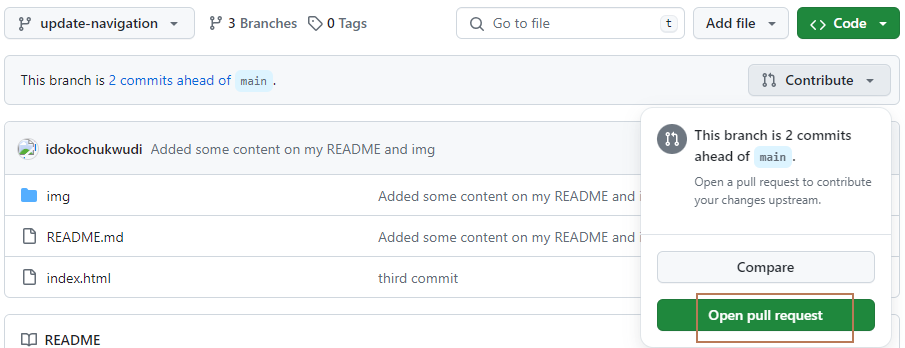 update-navigation 3 Branches 0 Tags Go to file t Add file Code
This branch is 2 commits ahead of main . Contribute
This branch is 2 commits
ahead of main .
Open a pull request to contribute
your changes upstream.
Compare
Open pull request
idokochukwudi Added some content on my README and img
img Added some content on my README and i
README.md Added some content on my README and i
index.html third commit
README